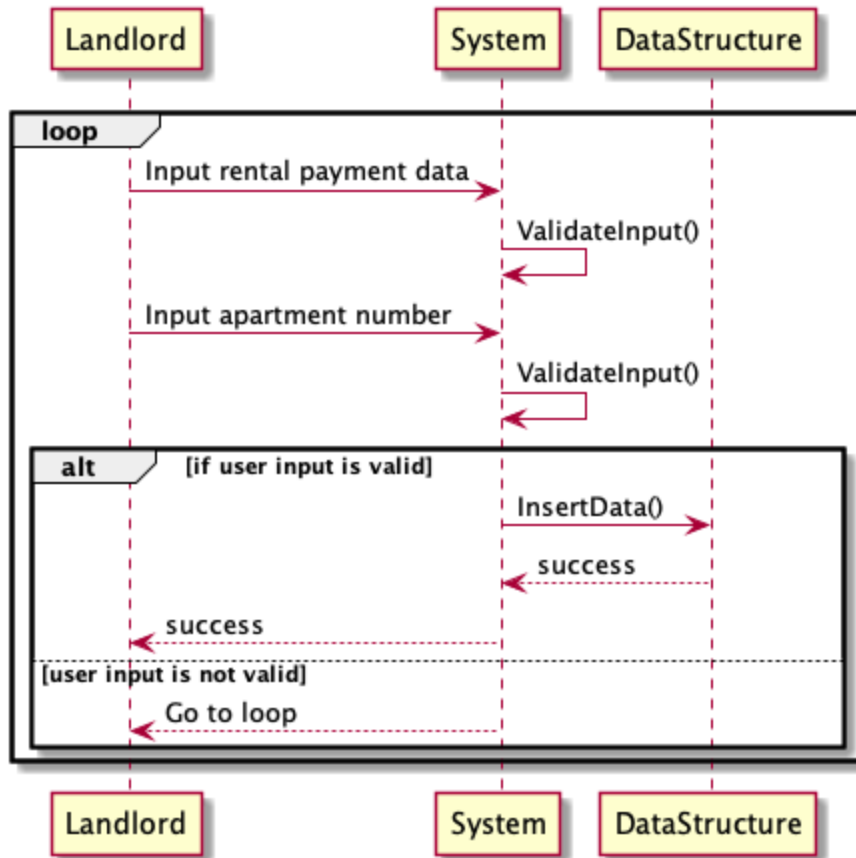 Landlord System DataStructure
loop
Input rental payment data
ValidateInput()
Input apartment number
ValidateInput()
alt [if user input is valid]
InsertData()
success
success
[user input is not valid]
Go to loop
Landlord System DataStructure